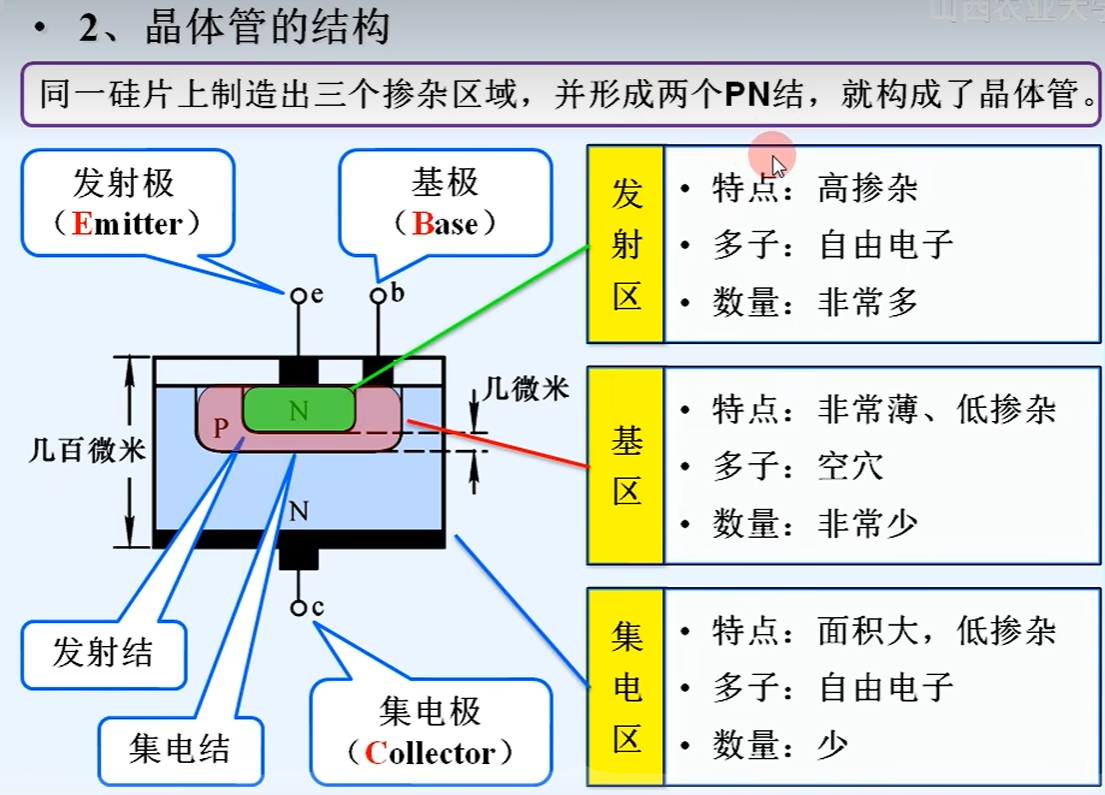 山西农业大学
• 2、晶体管的结构
同一硅片上制造出三个掺杂区域，并形成两个PN结，就构成了晶体管。
发射极
（Emitter）
基极
（Base）
e
b
N
P
N
几微米
几百微米
c
发射结
集电结
集电极
（Collector）
发射区
• 特点：高掺杂
• 多子：自由电子
• 数量：非常多
基区
• 特点：非常薄、低掺杂
• 多子：空穴
• 数量：非常少
集电区
• 特点：面积大，低掺杂
• 多子：自由电子
• 数量：少